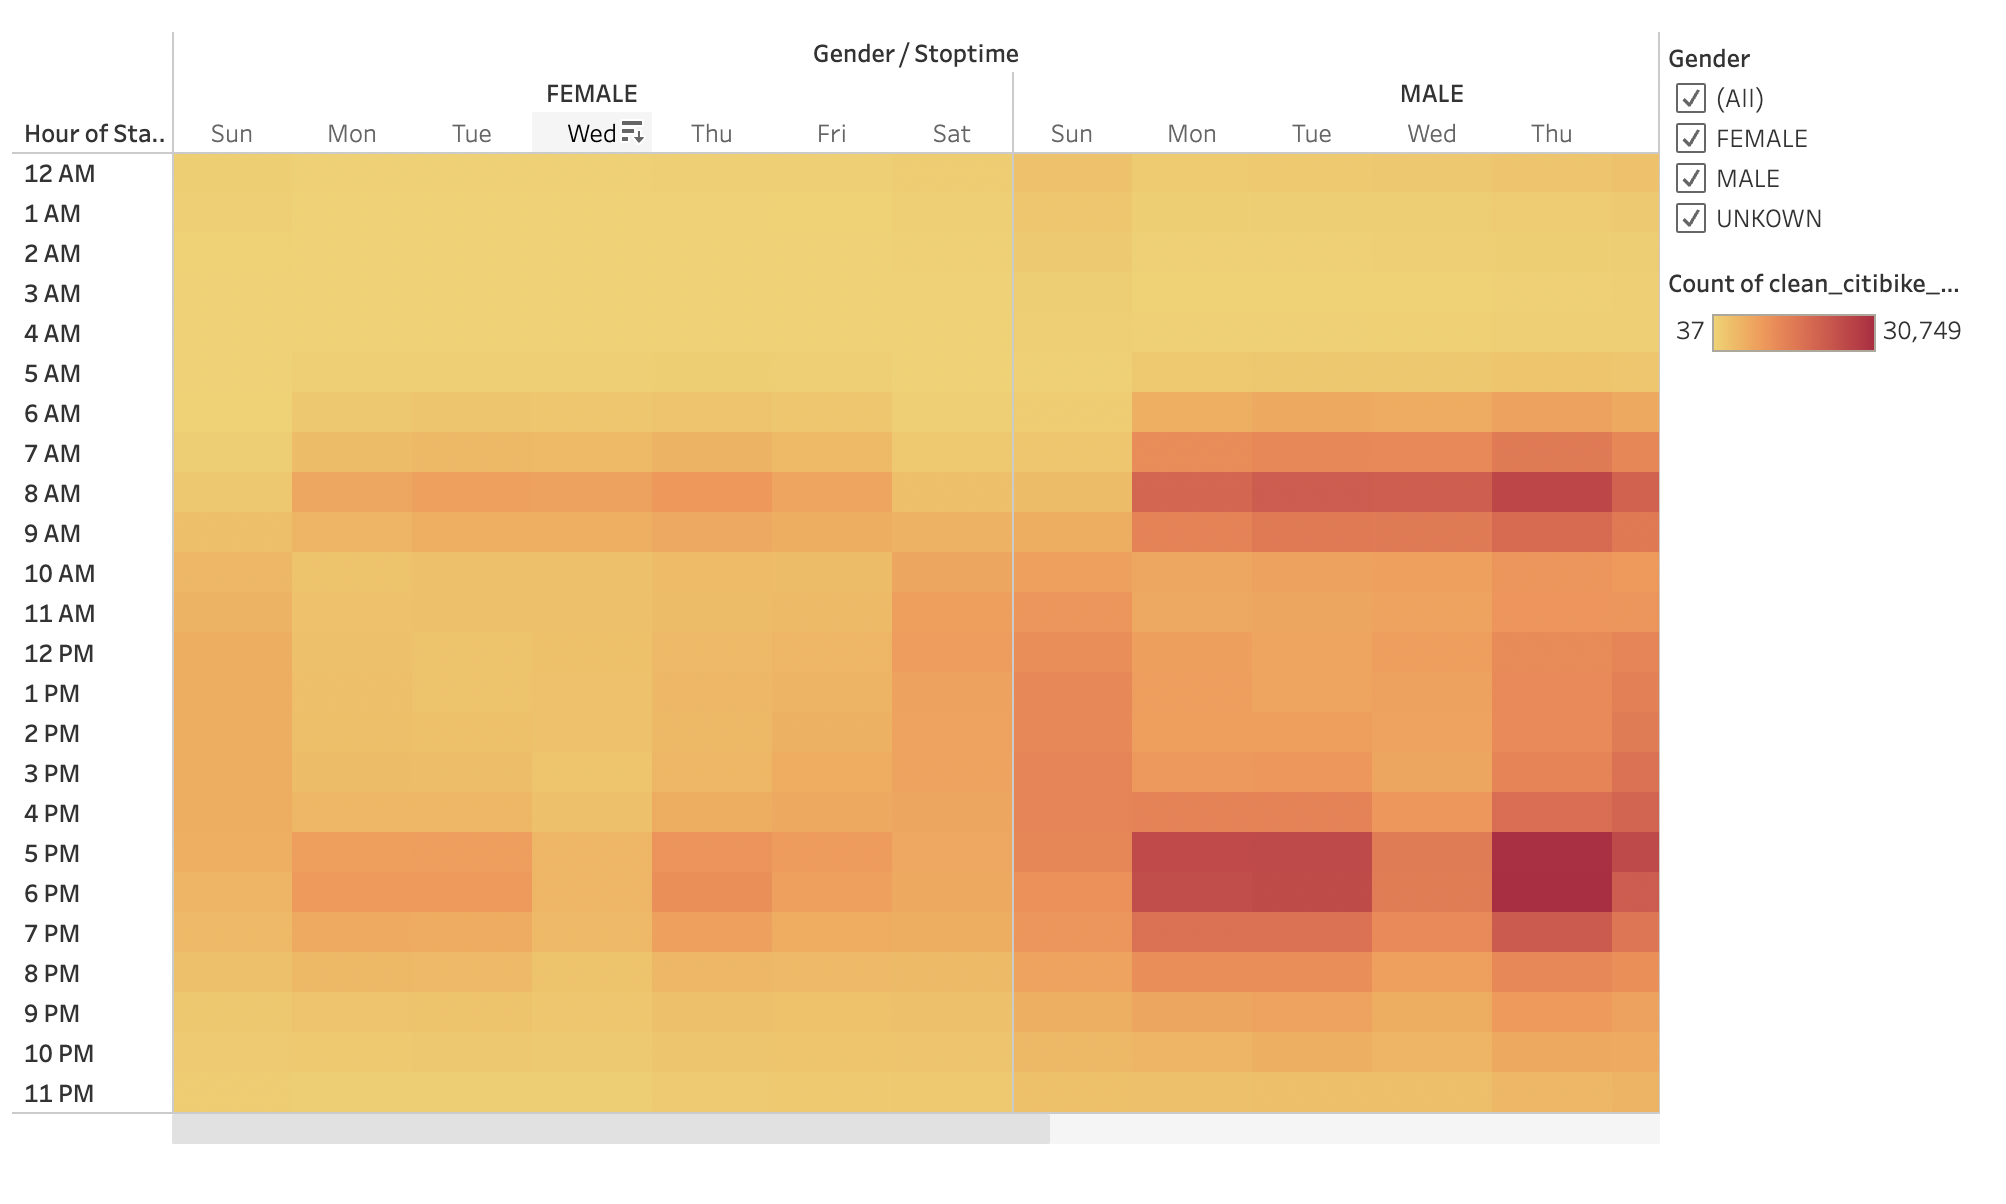 Gender / Stoptime
FEMALE MALE
Hour of Sta.. Sun Mon Tue Wed Thu Fri Sat Sun Mon Tue Wed Thu
12 AM
1 AM
2 AM
3 AM
4 AM
5 AM
6 AM
7 AM
8 AM
9 AM
10 AM
11 AM
12 PM
1 PM
2 PM
3 PM
4 PM
5 PM
6 PM
7 PM
8 PM
9 PM
10 PM
11 PM
Gender
(All)
FEMALE
MALE
UNKOWN
Count of clean_citibike_...
37 30,749